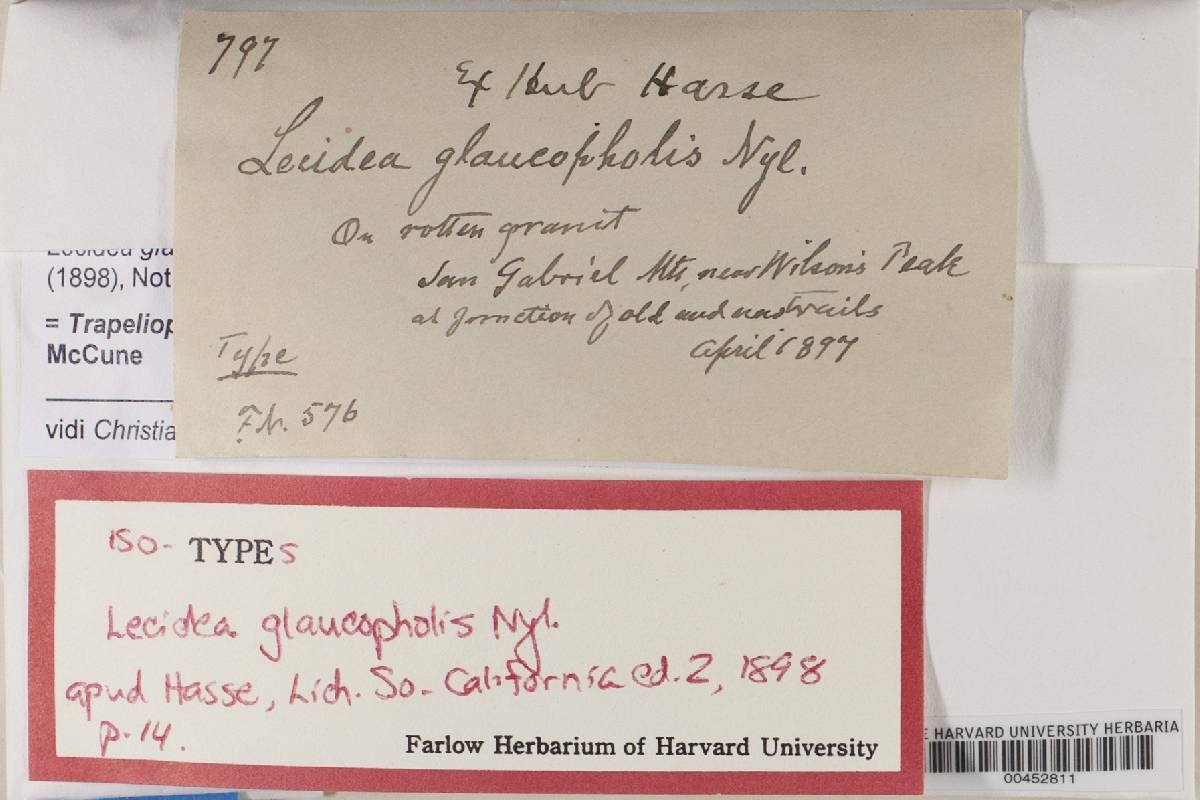 797
Ex Herb Hasse
Lecidea glaucopholis Nyl.
On rotten granit
San Gabriel Mts, near Wilson's Peak
at junction of old and new trails
April 1897
Type
576
(1898), Not
= Trapeliop
McCune
vidi Christia
ISO- TYPES
Lecidea glaucopholis Nyl.
apud Hasse, Lich. So. California ed. 2, 1898
p. 14.
Farlow Herbarium of Harvard University
E HARVARD UNIVERSITY HERBARIA
00452811